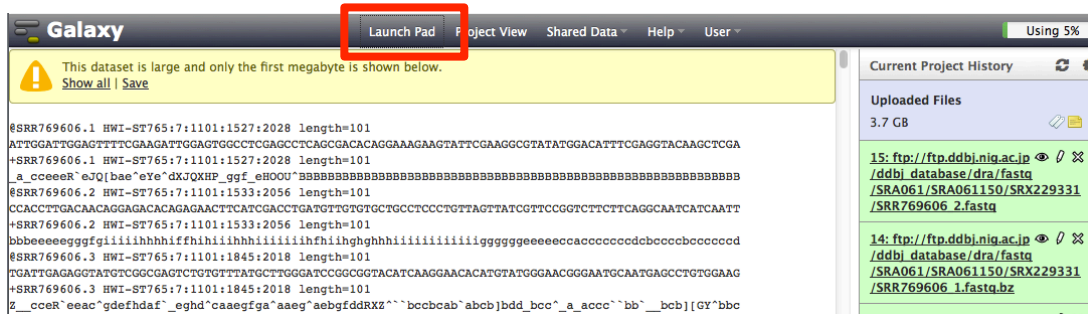 Galaxy
Launch Pad Project View Shared Data Help User
Using 5%
This dataset is large and only the first megabyte is shown below.
Show all | Save
@SRR769606.1 HWI-ST765:7:1101:1527:2028 length=101
ATTGGATTGGAGTTTTCGAAGATTGGAGTGGCCTCGAGCCTCAGCGACACAGGAAAGAAGTATTCGAAGGCGTATATGGACATTTCGAGGTACAAGCTCGA
+SRR769606.1 HWI-ST765:7:1101:1527:2028 length=101
_a_cceeeR`eJQ[bae^eYe^dXJQXHP_ggf_eHOOU^BBBBBBBBBBBBBBBBBBBBBBBBBBBBBBBBBBBBBBBBBBBBBBBBBBBBBBBBBBBBB
@SRR769606.2 HWI-ST765:7:1101:1533:2056 length=101
CCACCTTGACAACAGGAGACACAGAGAACTTCATCGACCTGATGTTGTGTGCTGCCTCCCTGTTAGTTATCGTTCCGGTCTTCTTCAGGCAATCATCAATT
+SRR769606.2 HWI-ST765:7:1101:1533:2056 length=101
bbbeeeeegggfgiiiiihhhhiffhihiiihhhiiiiiiihfhiihghghhhiiiiiiiiiiiiggggggeeeeeccacccccccdcbccccbccccccd
@SRR769606.3 HWI-ST765:7:1101:1845:2018 length=101
TGATTGAGAGGTATGTCGGCGAGTCTGTGTTTATGCTTGGGATCCGGCGGTACATCAAGGAACACATGTATGGGAACGGGAATGCAATGAGCCTGTGGAAG
+SRR769606.3 HWI-ST765:7:1101:1845:2018 length=101
Z__cceR`eeac^gdefhdaf`_eghd^caaegfga^aaeg^aebgfddRXZ^``bccbcab`abcb]bdd_bcc^_a_accc``bb`__bcb][GY^bbc
Current Project History
Uploaded Files
3.7 GB
15: ftp://ftp.ddbj.nig.ac.jp
/ddbj_database/dra/fastq
/SRA061/SRA061150/SRX229331
/SRR769606_2.fastq
14: ftp://ftp.ddbj.nig.ac.jp
/ddbj_database/dra/fastq
/SRA061/SRA061150/SRX229331
/SRR769606_1.fastq.bz